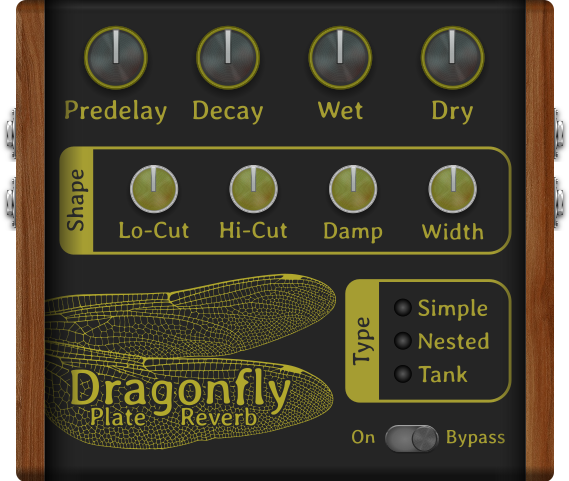 Predelay Decay Wet Dry
Shape
Lo-Cut Hi-Cut Damp Width
Type
Simple
Nested
Tank
Dragonfly
Plate Reverb
On Bypass